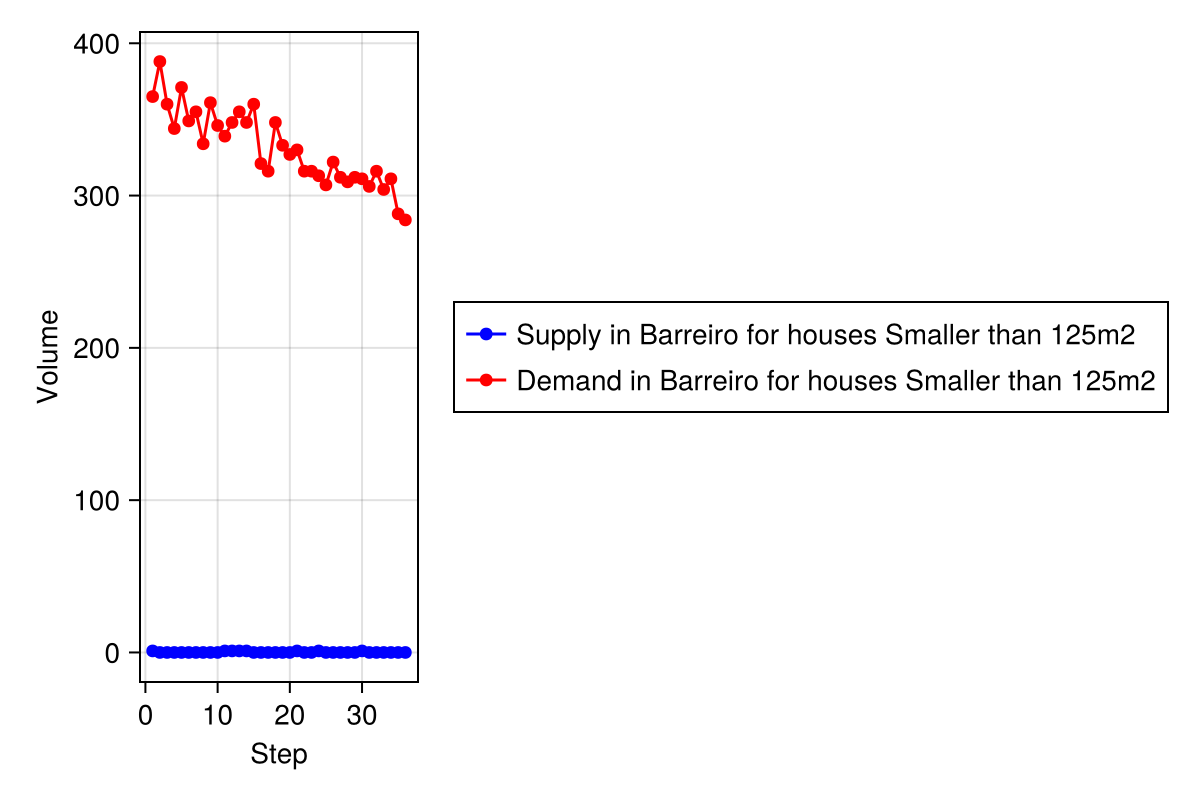 400
300
200
100
0
Volume
0 10 20 30
Step
Supply in Barreiro for houses Smaller than 125m2
Demand in Barreiro for houses Smaller than 125m2